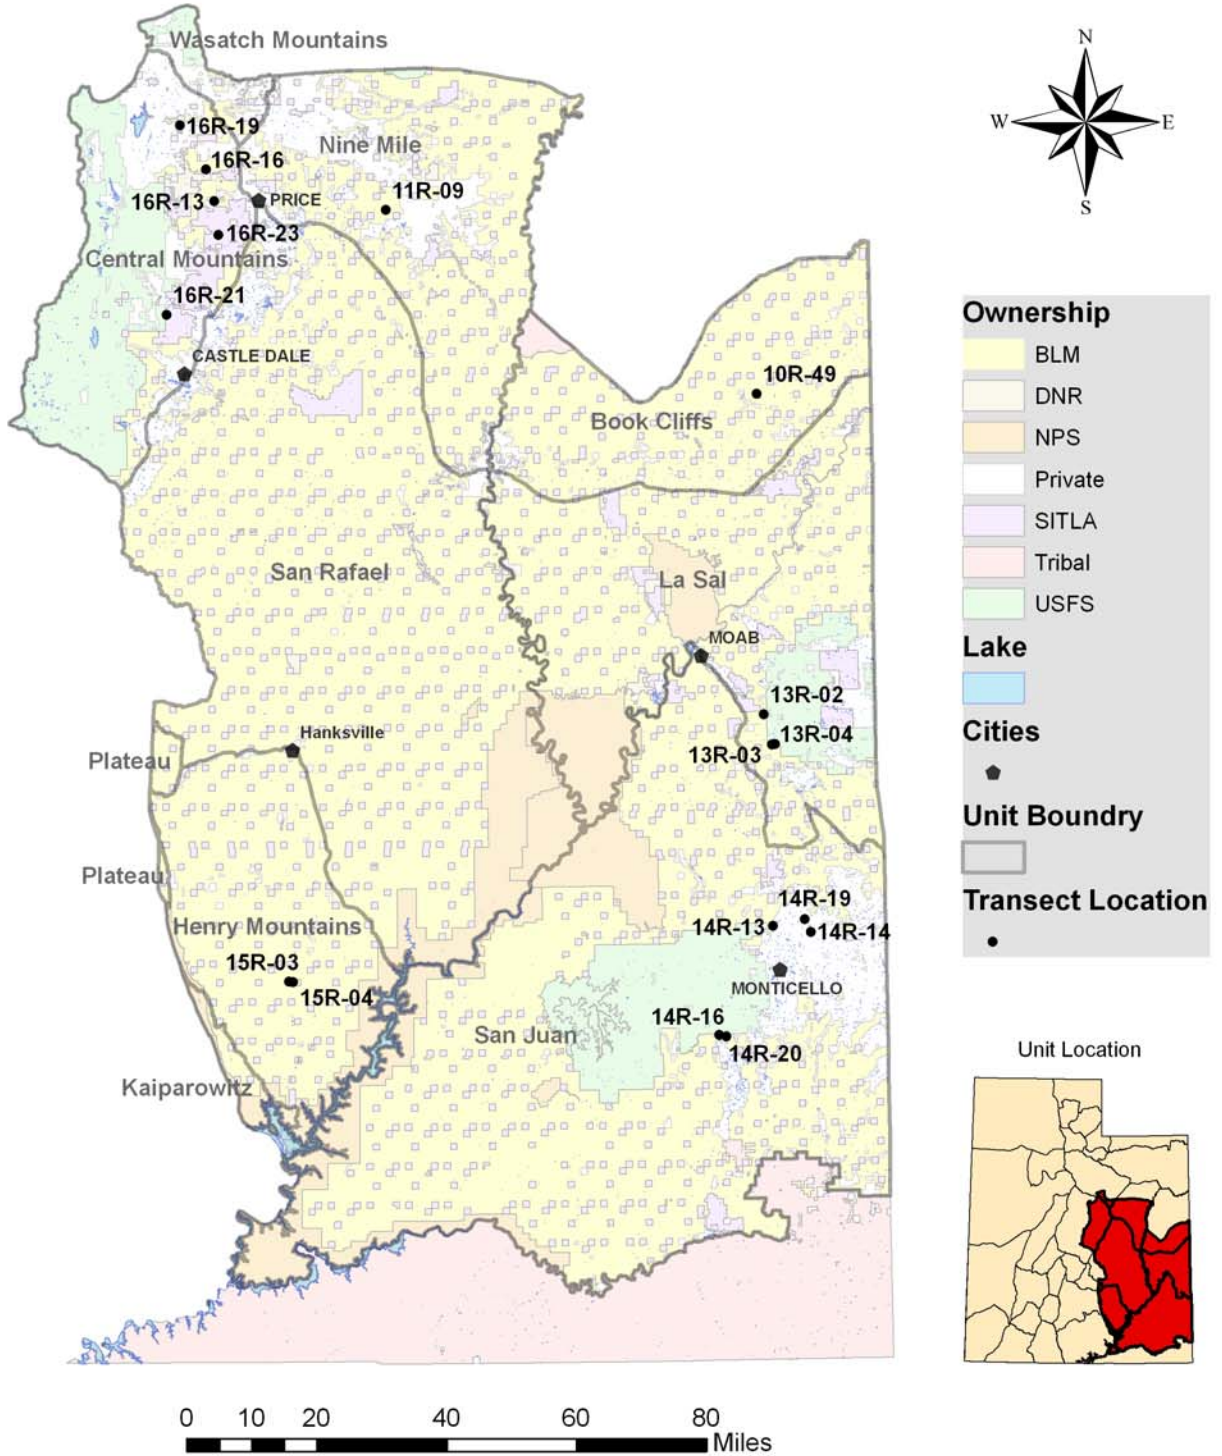 Wasatch Mountains
16R-19
Nine Mile
16R-16
11R-09
16R-13
PRICE
16R-23
Central Mountains
16R-21
CASTLE DALE
10R-49
Book Cliffs
San Rafael
La Sal
MOAB
13R-02
13R-04
13R-03
Hanksville
Plateau
Plateau
14R-19
14R-13
14R-14
Henry Mountains
15R-03
15R-04
MONTICELLO
14R-16
San Juan
14R-20
Kaiparowitz
N
W
E
S
Ownership
BLM
DNR
NPS
Private
SITLA
Tribal
USFS
Lake
Cities
Unit Boundry
Transect Location
Unit Location
0 10 20 40 60 80
Miles